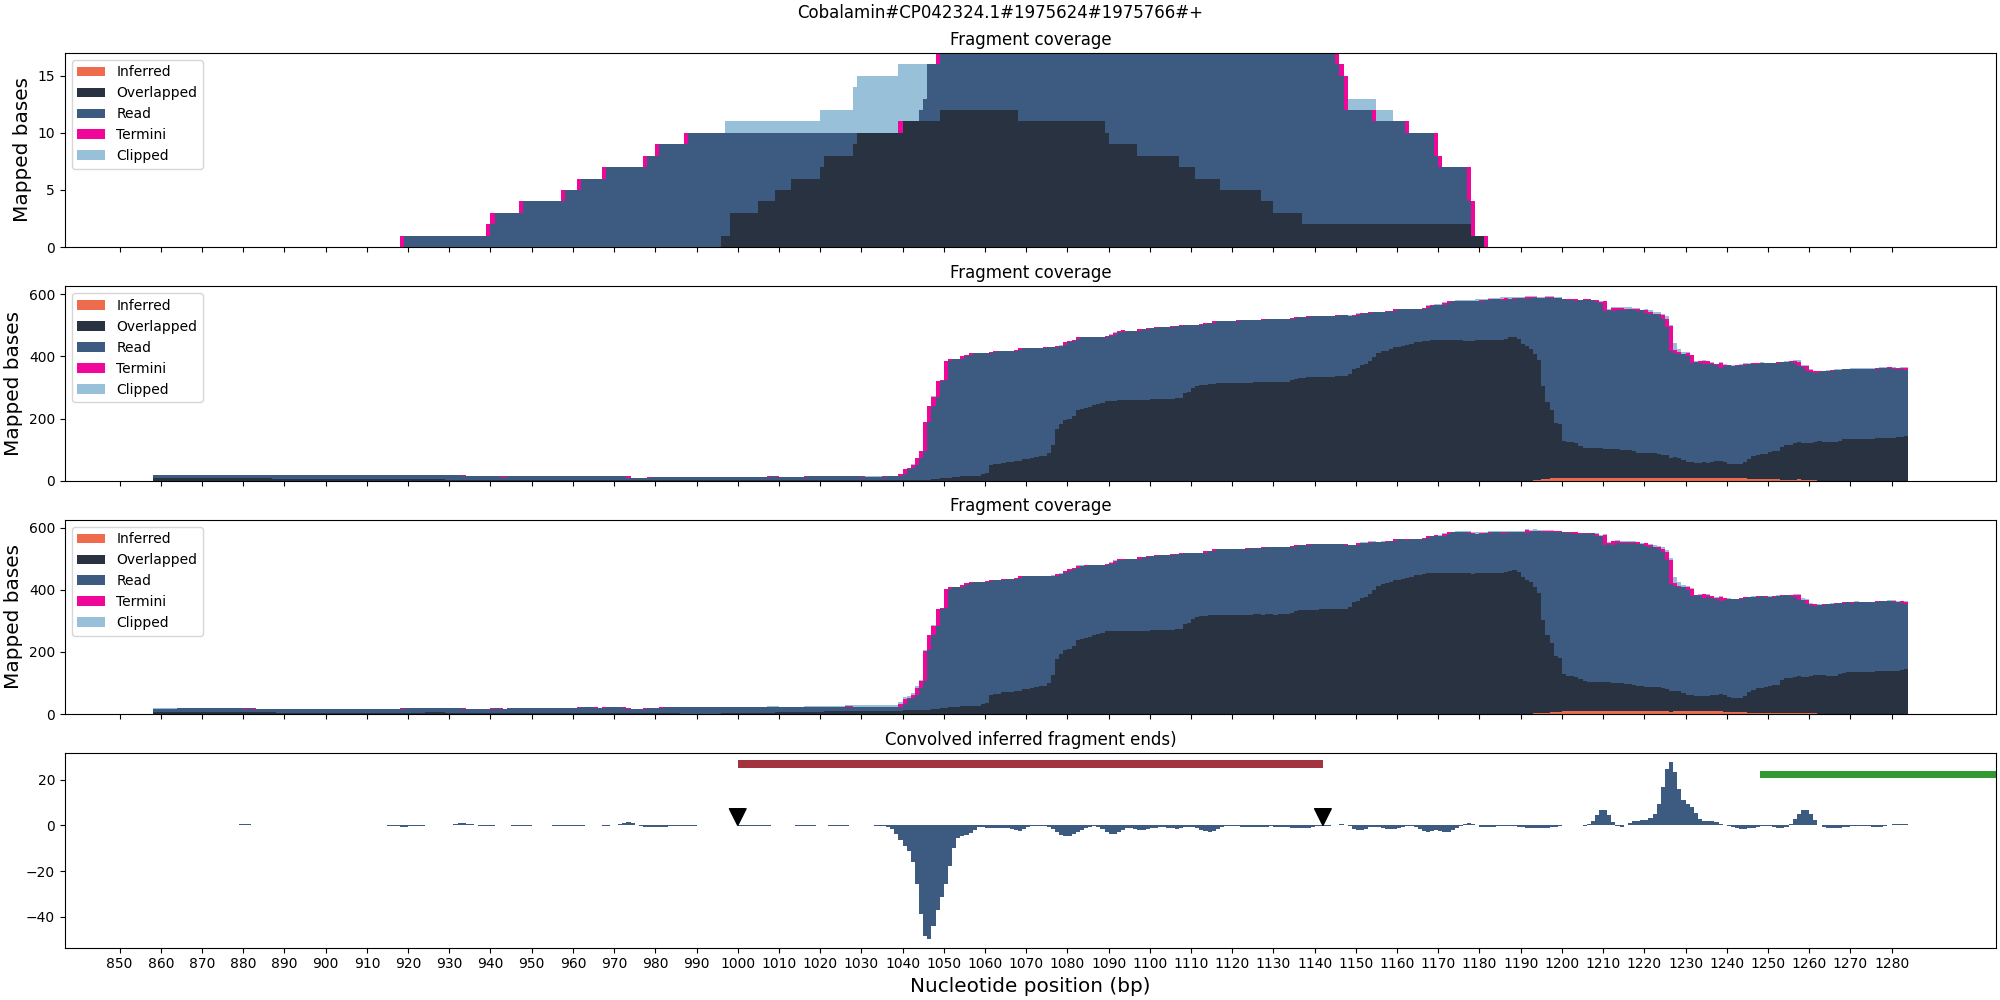 Cobalamin#CP042324.1#1975624#1975766#+
Fragment coverage
Mapped bases
15
10
5
0
Inferred
Overlapped
Read
Termini
Clipped
Fragment coverage
Mapped bases
600
400
200
0
Inferred
Overlapped
Read
Termini
Clipped
Fragment coverage
Mapped bases
600
400
200
0
Inferred
Overlapped
Read
Termini
Clipped
Convolved inferred fragment ends)
20
0
−20
−40
850 860 870 880 890 900 910 920 930 940 950 960 970 980 990 1000 1010 1020 1030 1040 1050 1060 1070 1080 1090 1100 1110 1120 1130 1140 1150 1160 1170 1180 1190 1200 1210 1220 1230 1240 1250 1260 1270 1280
Nucleotide position (bp)